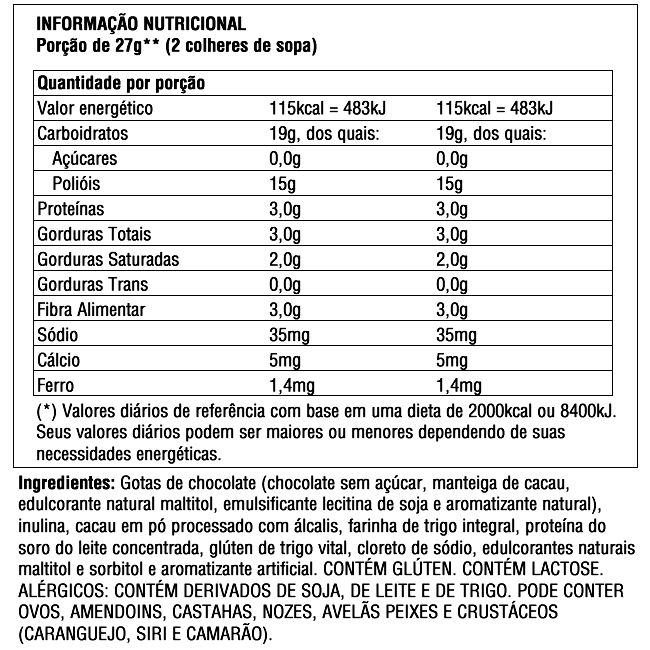 INFORMAÇÃO NUTRICIONAL
Porção de 27g** (2 colheres de sopa)
Quantidade por porção
Valor energético 115kcal = 483kJ 115kcal = 483kJ
Carboidratos 19g, dos quais: 19g, dos quais:
Açúcares 0,0g 0,0g
Polióis 15g 15g
Proteínas 3,0g 3,0g
Gorduras Totais 3,0g 3,0g
Gorduras Saturadas 2,0g 2,0g
Gorduras Trans 0,0g 0,0g
Fibra Alimentar 3,0g 3,0g
Sódio 35mg 35mg
Cálcio 5mg 5mg
Ferro 1,4mg 1,4mg
(*) Valores diários de referência com base em uma dieta de 2000kcal ou 8400kJ.
Seus valores diários podem ser maiores ou menores dependendo de suas
necessidades energéticas.
Ingredientes: Gotas de chocolate (chocolate sem açúcar, manteiga de cacau,
edulcorante natural maltitol, emulsificante lecitina de soja e aromatizante natural),
inulina, cacau em pó processado com álcalis, farinha de trigo integral, proteína do
soro do leite concentrada, glúten de trigo vital, cloreto de sódio, edulcorantes naturais
maltitol e sorbitol e aromatizante artificial. CONTÉM GLÚTEN. CONTÉM LACTOSE.
ALÉRGICOS: CONTÉM DERIVADOS DE SOJA, DE LEITE E DE TRIGO. PODE CONTER
OVOS, AMENDOINS, CASTAHAS, NOZES, AVELÃS PEIXES E CRUSTÁCEOS
(CARANGUEJO, SIRI E CAMARÃO).